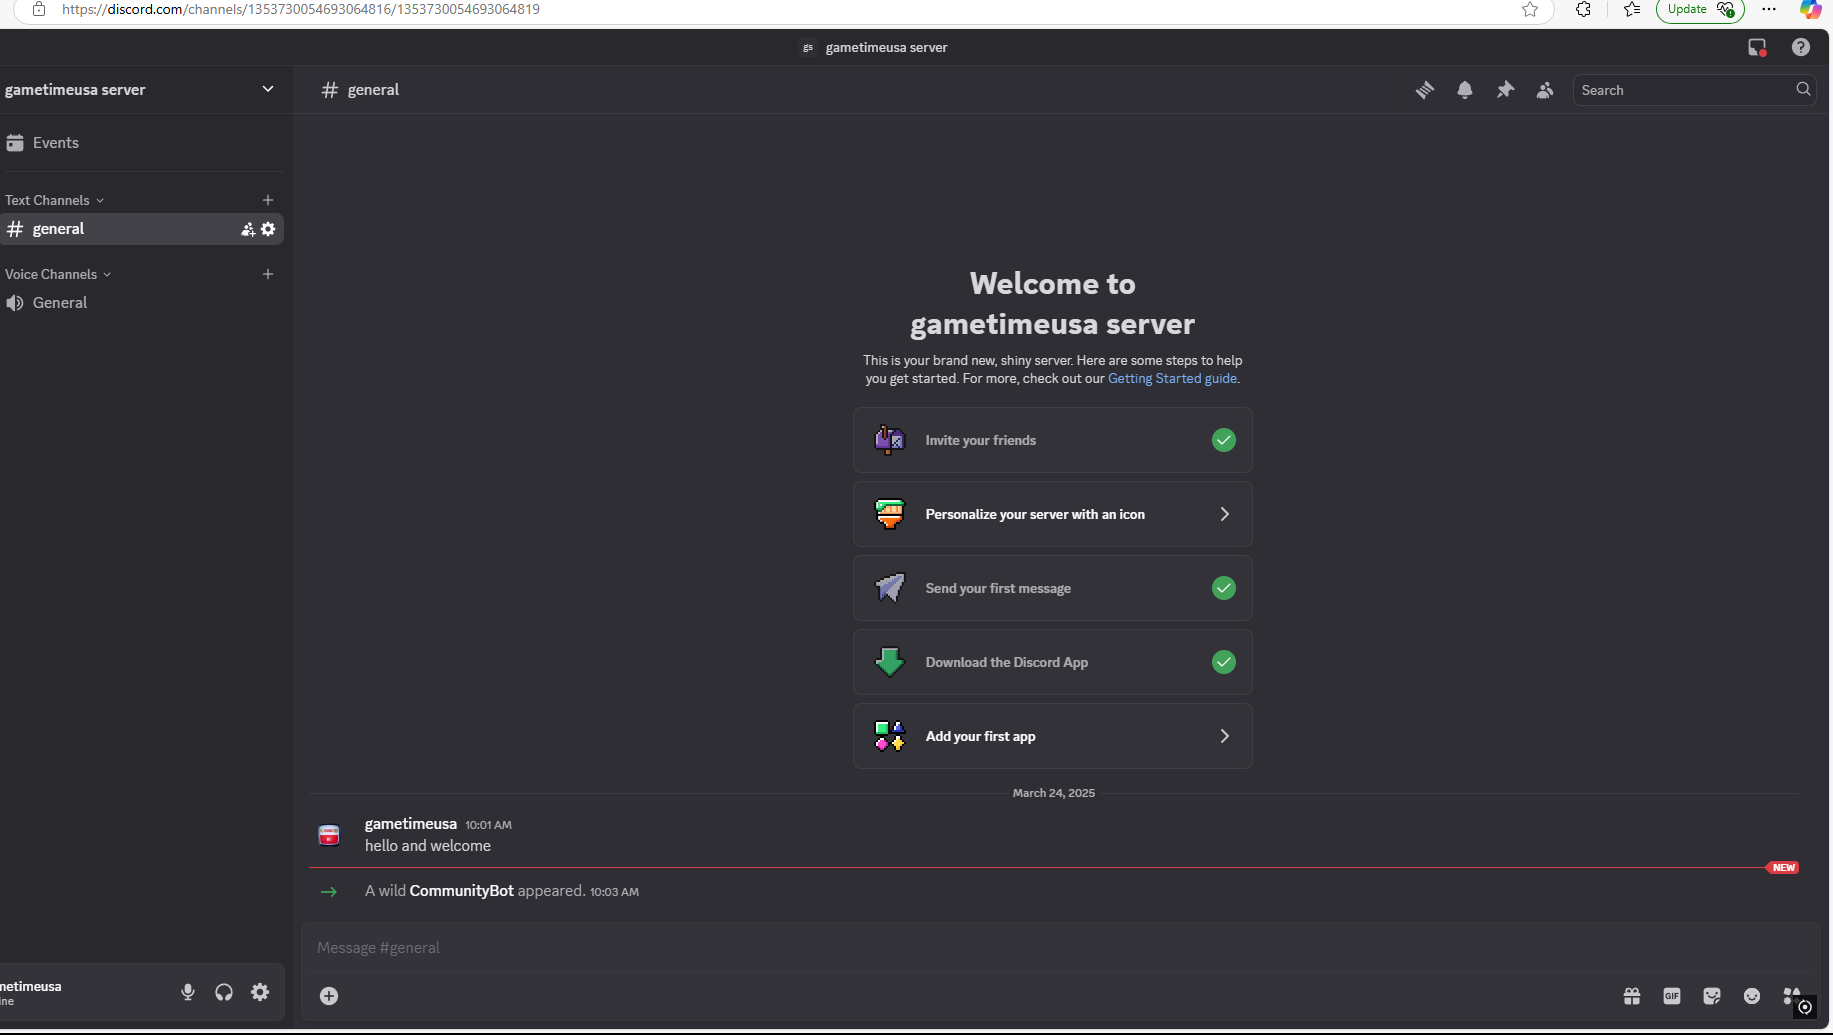 https://discord.com/channels/1353730054693064816/1353730054693064819
Update
gs gametimeusa server
gametimeusa server
general
Search
Events
Text Channels
general
Voice Channels
General
Welcome to
gametimeusa server
This is your brand new, shiny server. Here are some steps to help
you get started. For more, check out our Getting Started guide.
Invite your friends
Personalize your server with an icon
Send your first message
Download the Discord App
Add your first app
March 24, 2025
gametimeusa 10:01 AM
hello and welcome
NEW
A wild CommunityBot appeared. 10:03 AM
Message #general
netimeusa
ine
GIF